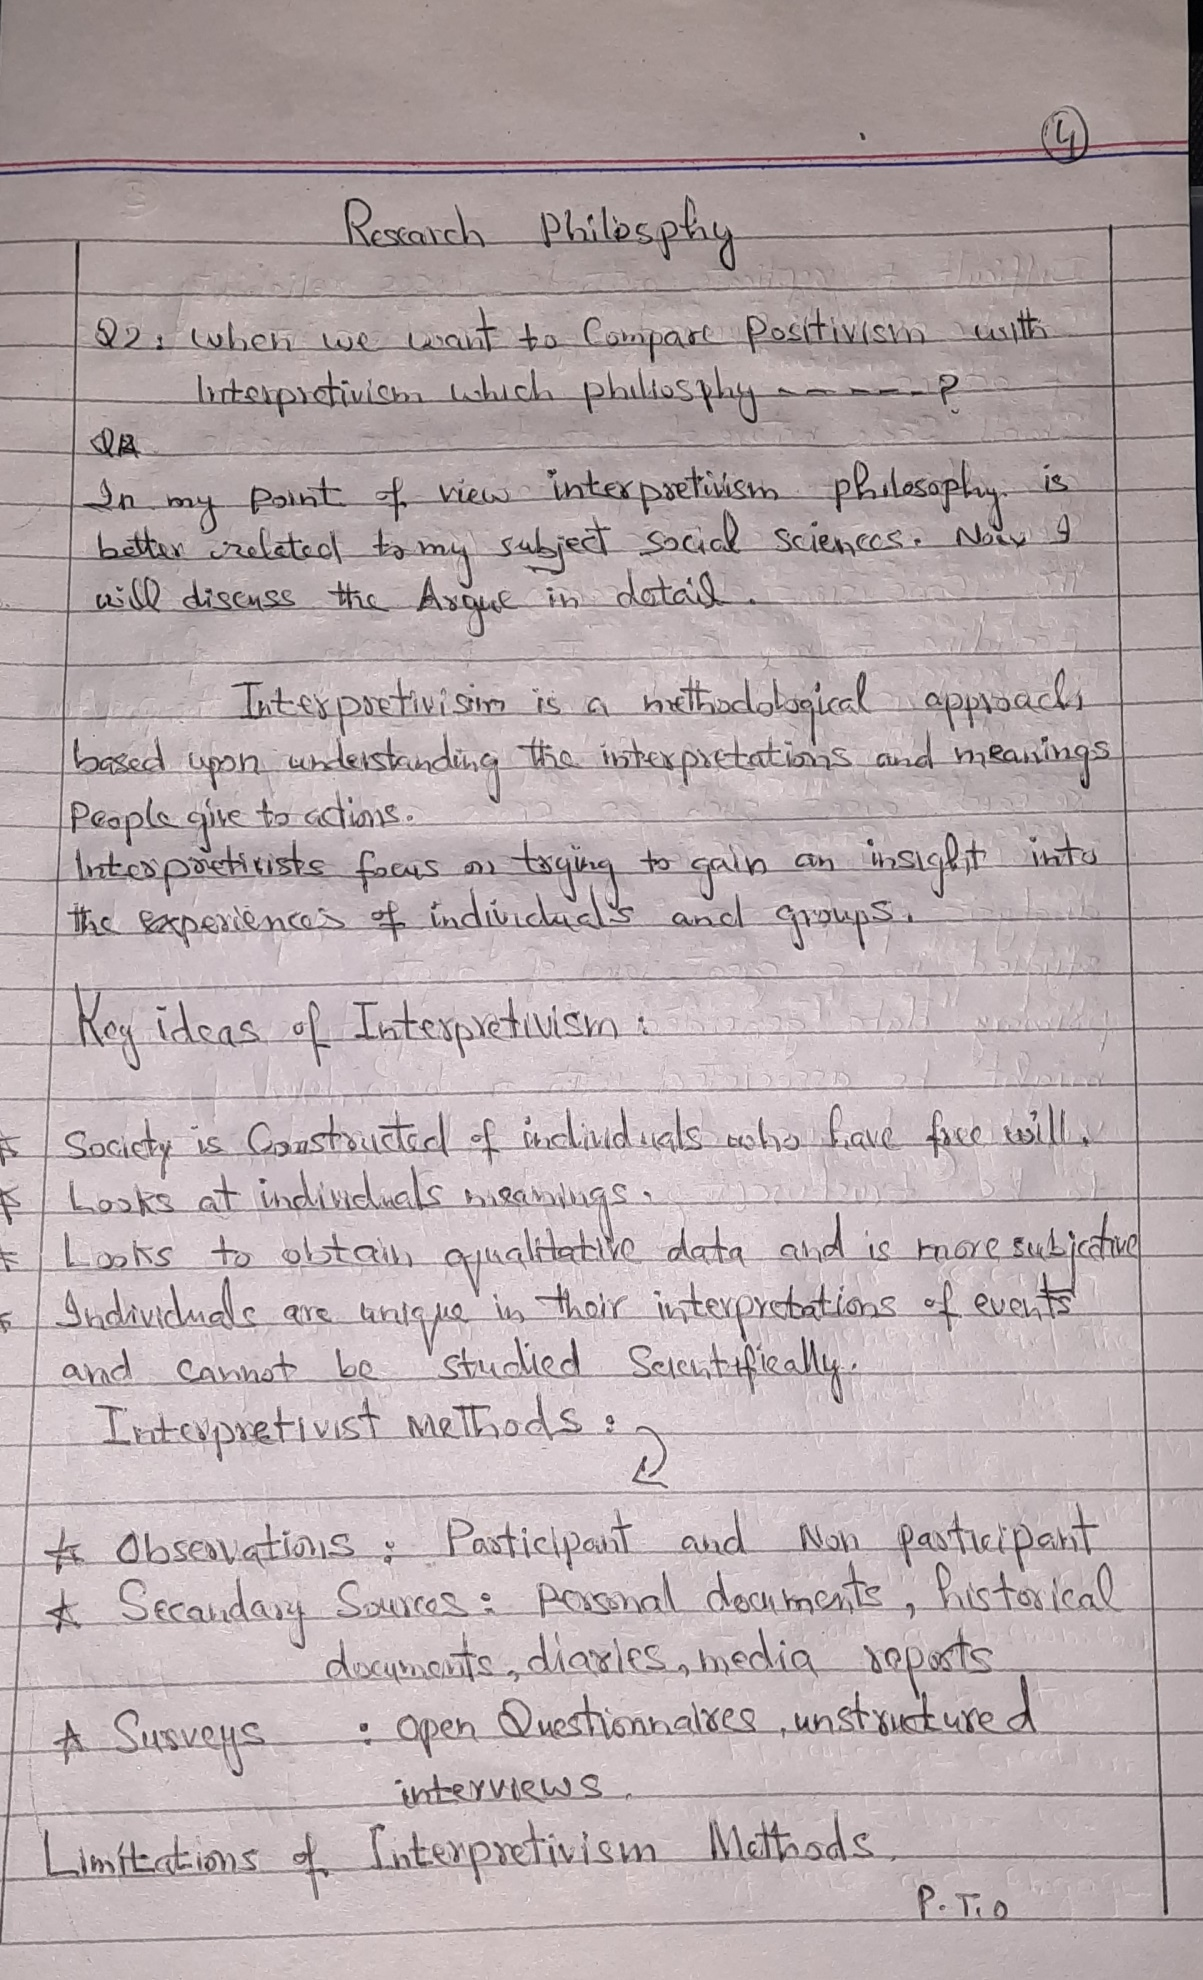 4
Research Philosphy
Q2: When we want to Compare Positivism with
Interpretivism which philiosphy ------?
In my point of view interpretivism philosophy is
better related to my subject social sciences. Now I
will discuss the Argue in detail.
Interpretivisim is a methodological approach
based upon understanding the interpretations and meanings
People give to actions.
Interpretivists focus on trying to gain an insight into
the experiences of individuals and groups.
Key ideas of Interpretivism :
* Society is Constructed of individuals who have free will.
* Looks at individuals meanings.
* Looks to obtain qualitative data and is more subjective
* Individuals are unique in their interpretations of events
and cannot be studied Scientifically.
Interpretivist Methods :
* Observations : Participant and Non participant
* Secandary Sources : personal documents, historical
documents, diaries, media reports
* Surveys : open Questionnaires, unstructured
interviews.
Limitations of Interpretivism Methods.
P.T.O